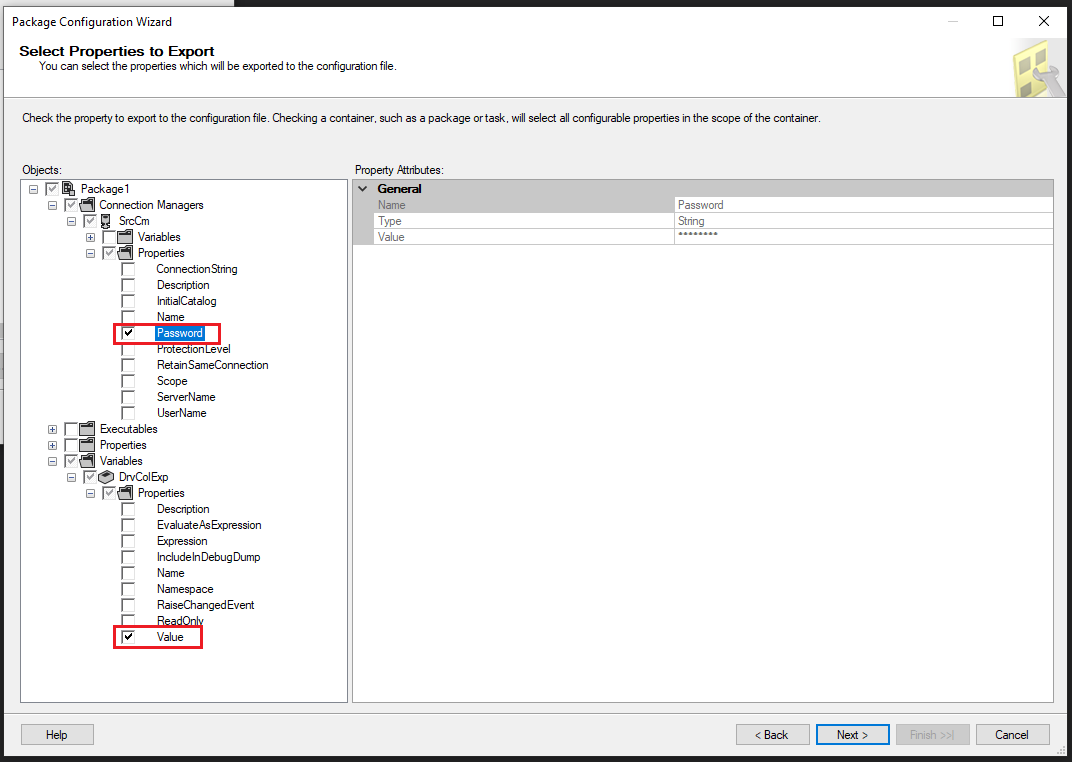 Package Configuration Wizard
Select Properties to Export
You can select the properties which will be exported to the configuration file.
Check the property to export to the configuration file. Checking a container, such as a package or task, will select all configurable properties in the scope of the container.
Objects:
Package1
Connection Managers
SrcCm
Variables
Properties
ConnectionString
Description
InitialCatalog
Name
Password
ProtectionLevel
RetainSameConnection
Scope
ServerName
UserName
Executables
Properties
Variables
DrvColExp
Properties
Description
EvaluateAsExpression
Expression
IncludeInDebugDump
Name
Namespace
RaiseChangedEvent
ReadOnly
Value
Property Attributes:
General
Name Password
Type String
Value ********
Help
< Back
Next >
Finish >>|
Cancel